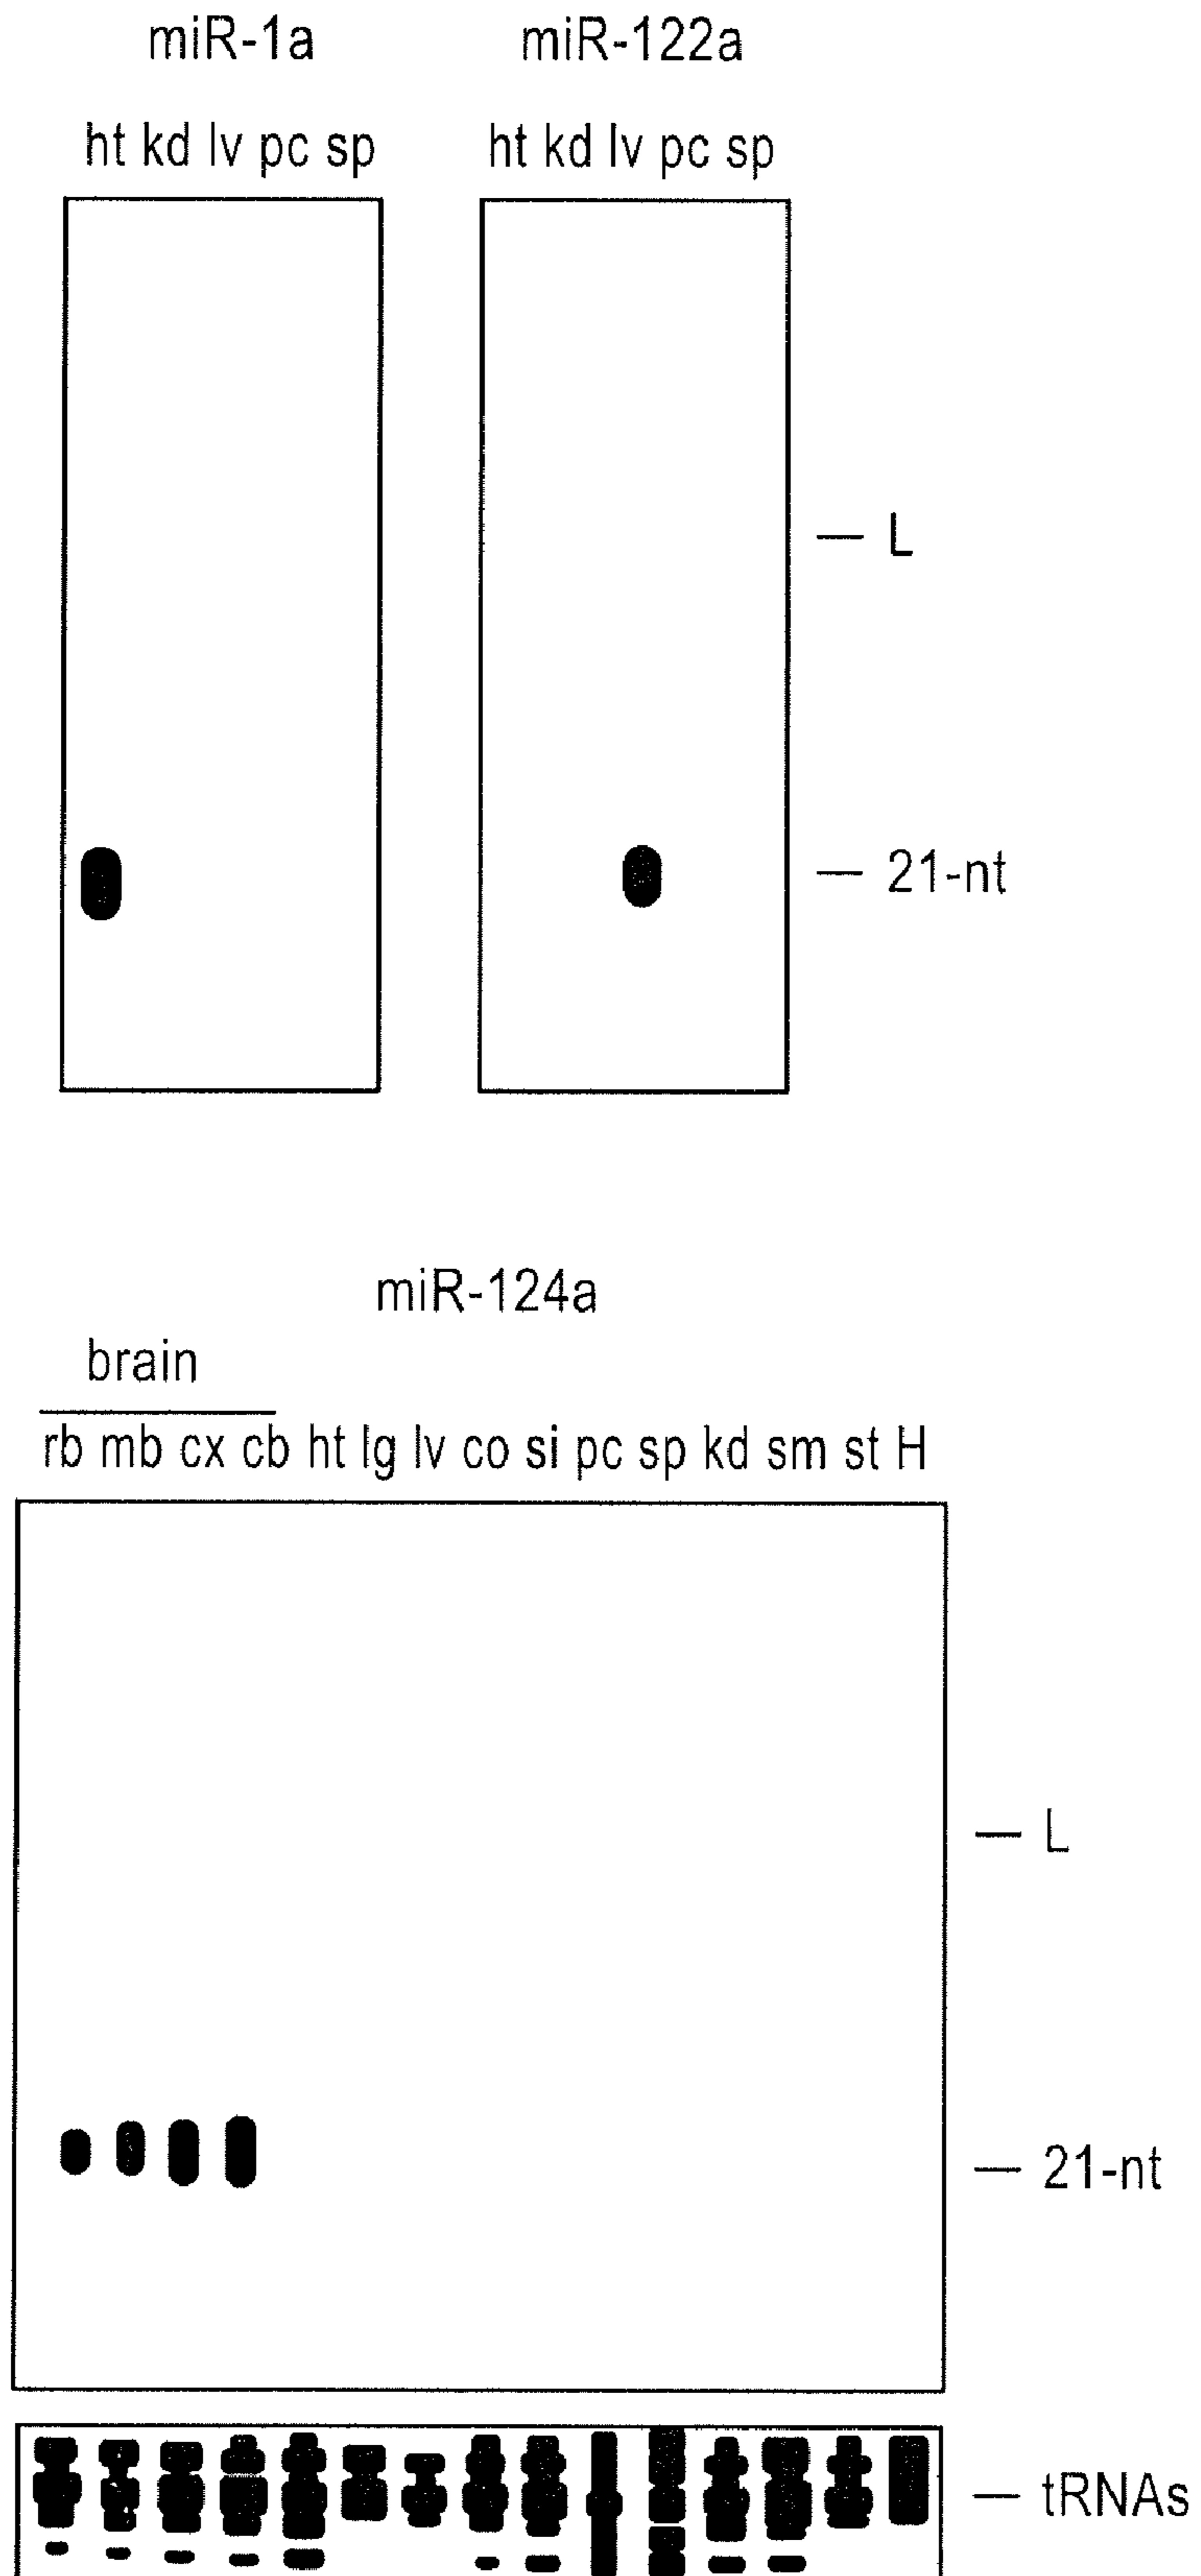 miR-1a miR-122a
ht kd lv pc sp ht kd lv pc sp
— L
— 21-nt
miR-124a
brain
rb mb cx cb ht lg lv co si pc sp kd sm st H
— L
— 21-nt
— tRNAs